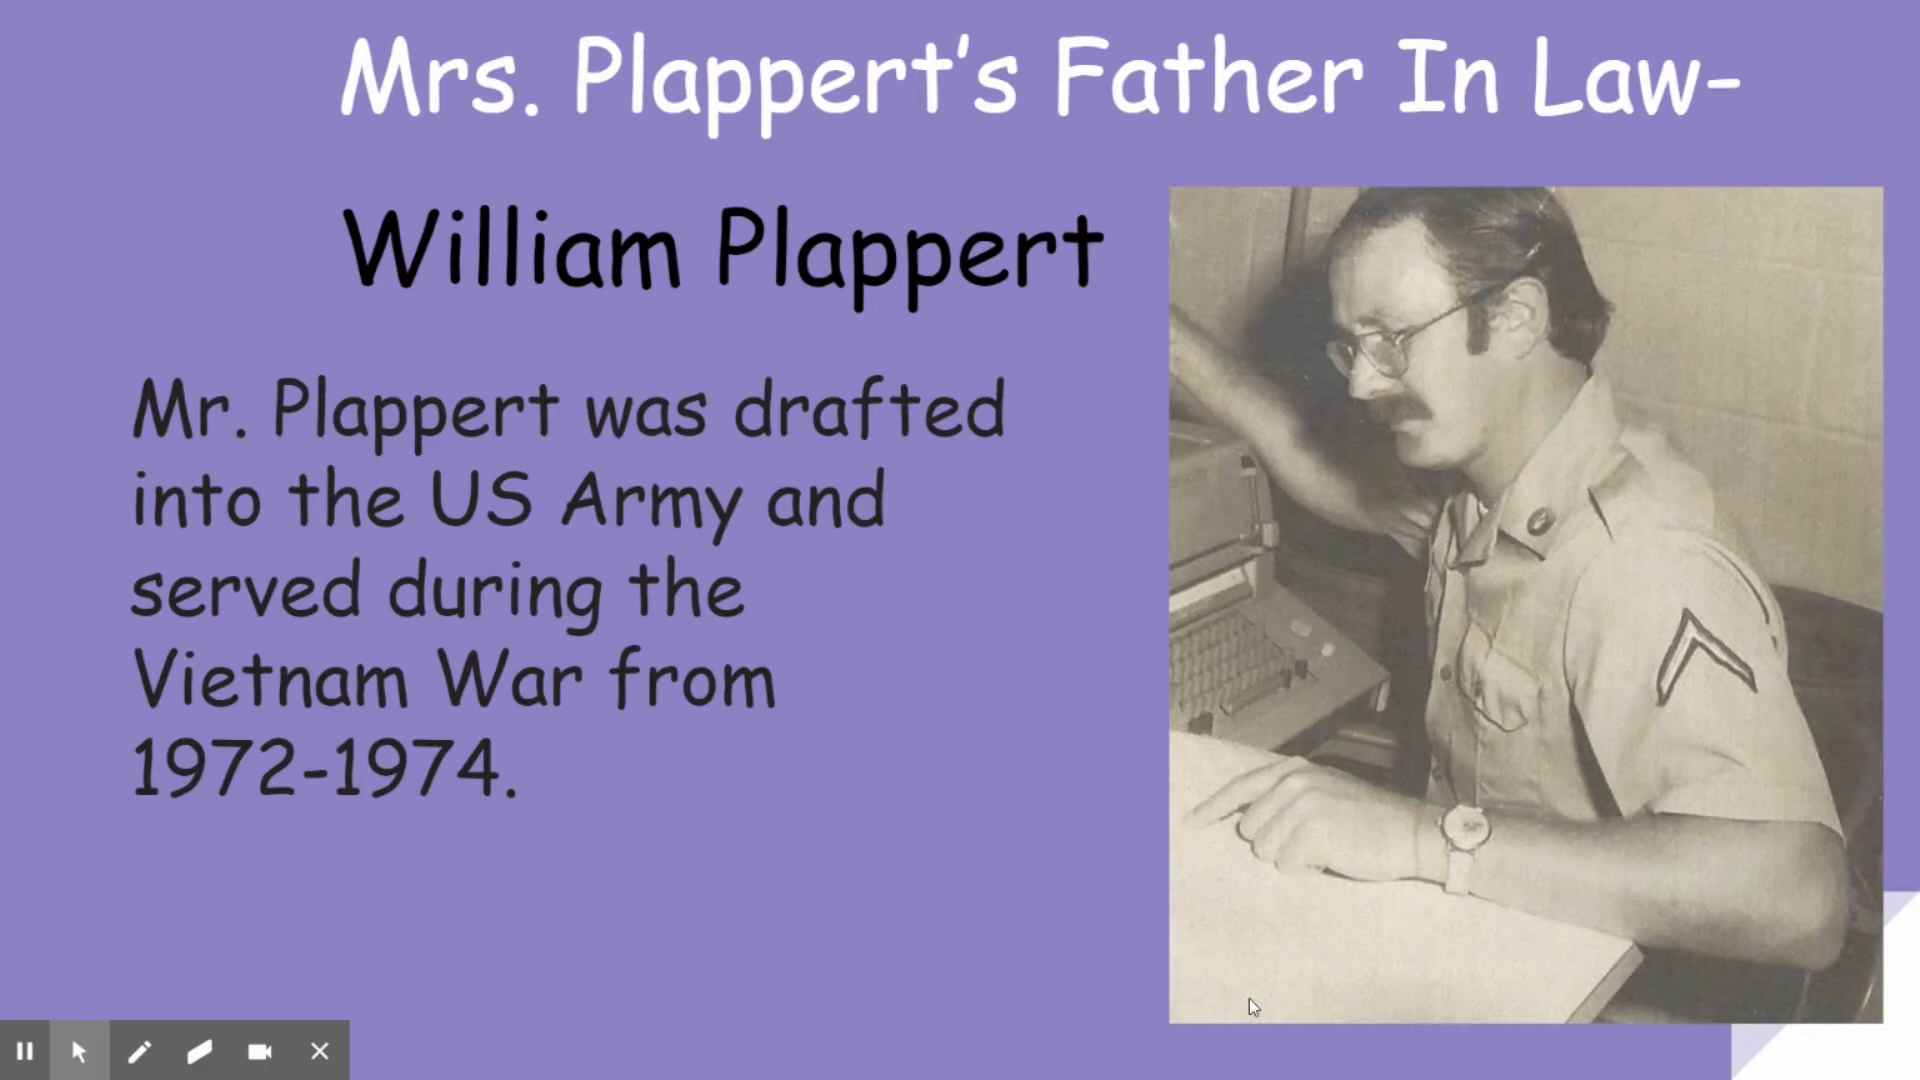 Mrs. Plappert’s Father In Law-
William Plappert
Mr. Plappert was drafted
into the US Army and
served during the
Vietnam War from
1972-1974.